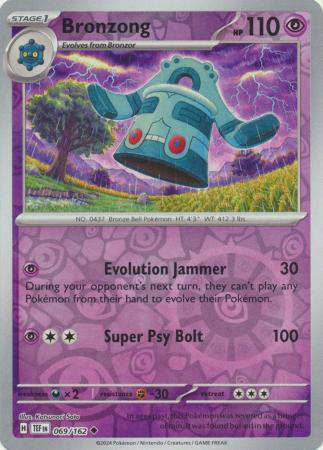 STAGE 1
Bronzong
HP 110
Evolves from Bronzor
NO. 0437 Bronze Bell Pokémon HT: 4'3" WT: 412.3 lbs.
Evolution Jammer 30
During your opponent's next turn, they can't play any
Pokémon from their hand to evolve their Pokémon.
Super Psy Bolt 100
weakness ×2 resistance -30 retreat
Illus. Katsunori Sato
In ages past, this Pokémon was revered as a bringer
of rain. It was found buried in the ground.
H TEF EN 069/162
©2024 Pokémon / Nintendo / Creatures / GAME FREAK